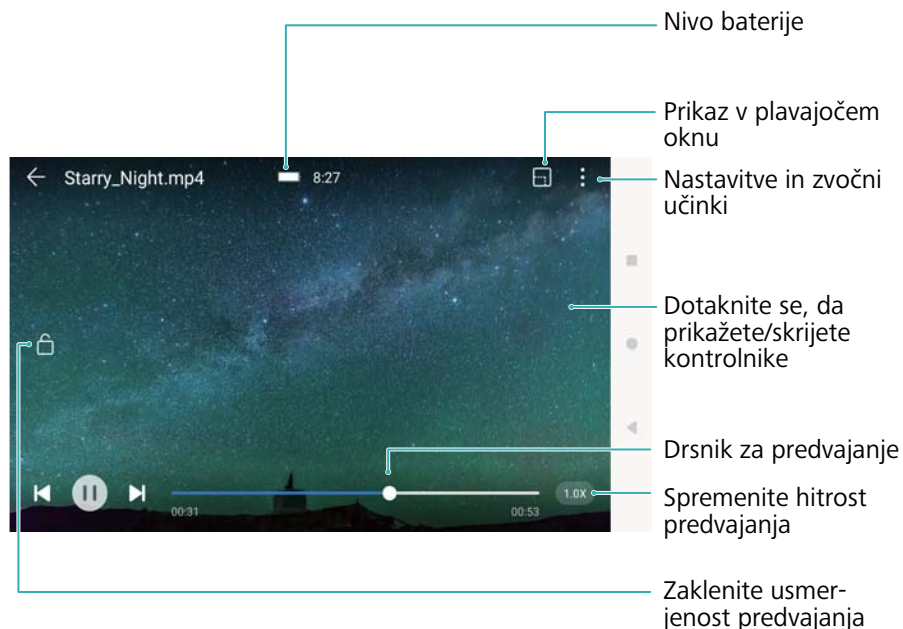 Nivo baterije
Prikaz v plavajočem
oknu
Starry_Night.mp4
8:27
Nastavitve in zvočni
učinki
Dotaknite se, da
prikažete/skrijete
kontrolnike
Drsnik za predvajanje
1.0X
00:31
00:53
Spremenite hitrost
predvajanja
Zaklenite usmer-
jenost predvajanja